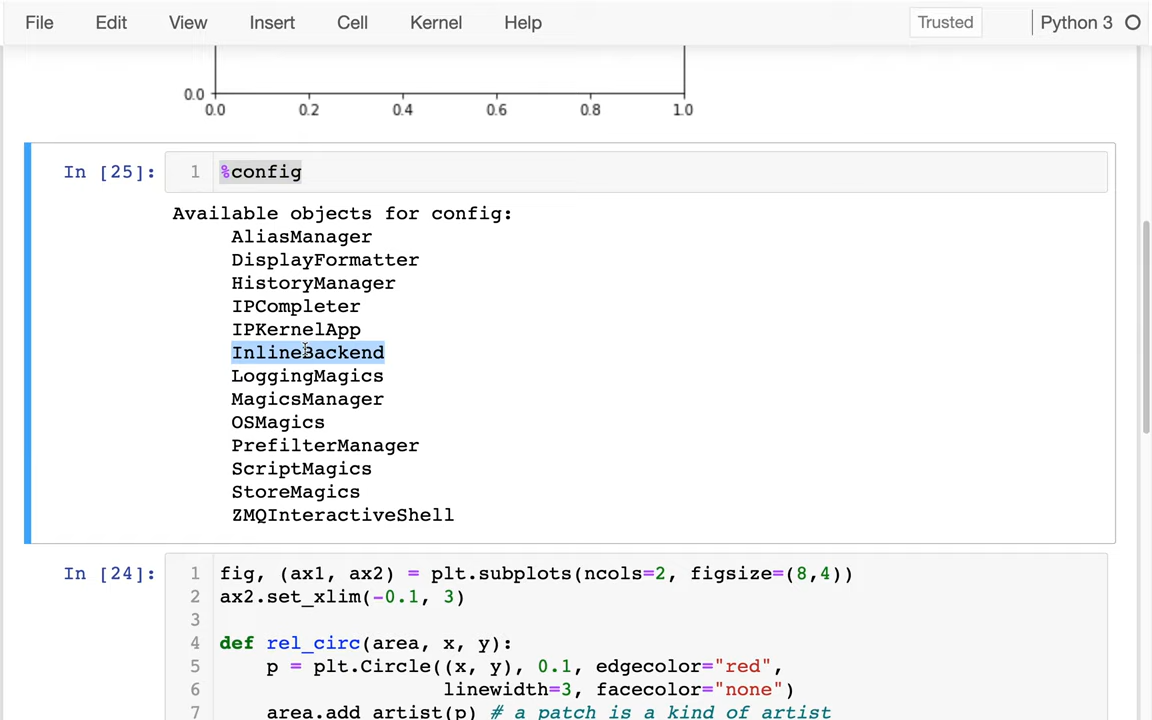 File Edit View Insert Cell Kernel Help Trusted Python 3
0.0
0.0 0.2 0.4 0.6 0.8 1.0
In [25]: 1 %config
Available objects for config:
AliasManager
DisplayFormatter
HistoryManager
IPCompleter
IPKernelApp
InlineBackend
LoggingMagics
MagicsManager
OSMagics
PrefilterManager
ScriptMagics
StoreMagics
ZMQInteractiveShell
In [24]: 1 fig, (ax1, ax2) = plt.subplots(ncols=2, figsize=(8,4))
2 ax2.set_xlim(-0.1, 3)
3
4 def rel_circ(area, x, y):
5 p = plt.Circle((x, y), 0.1, edgecolor="red",
6 linewidth=3, facecolor="none")
7 area.add_artist(p) # a patch is a kind of artist